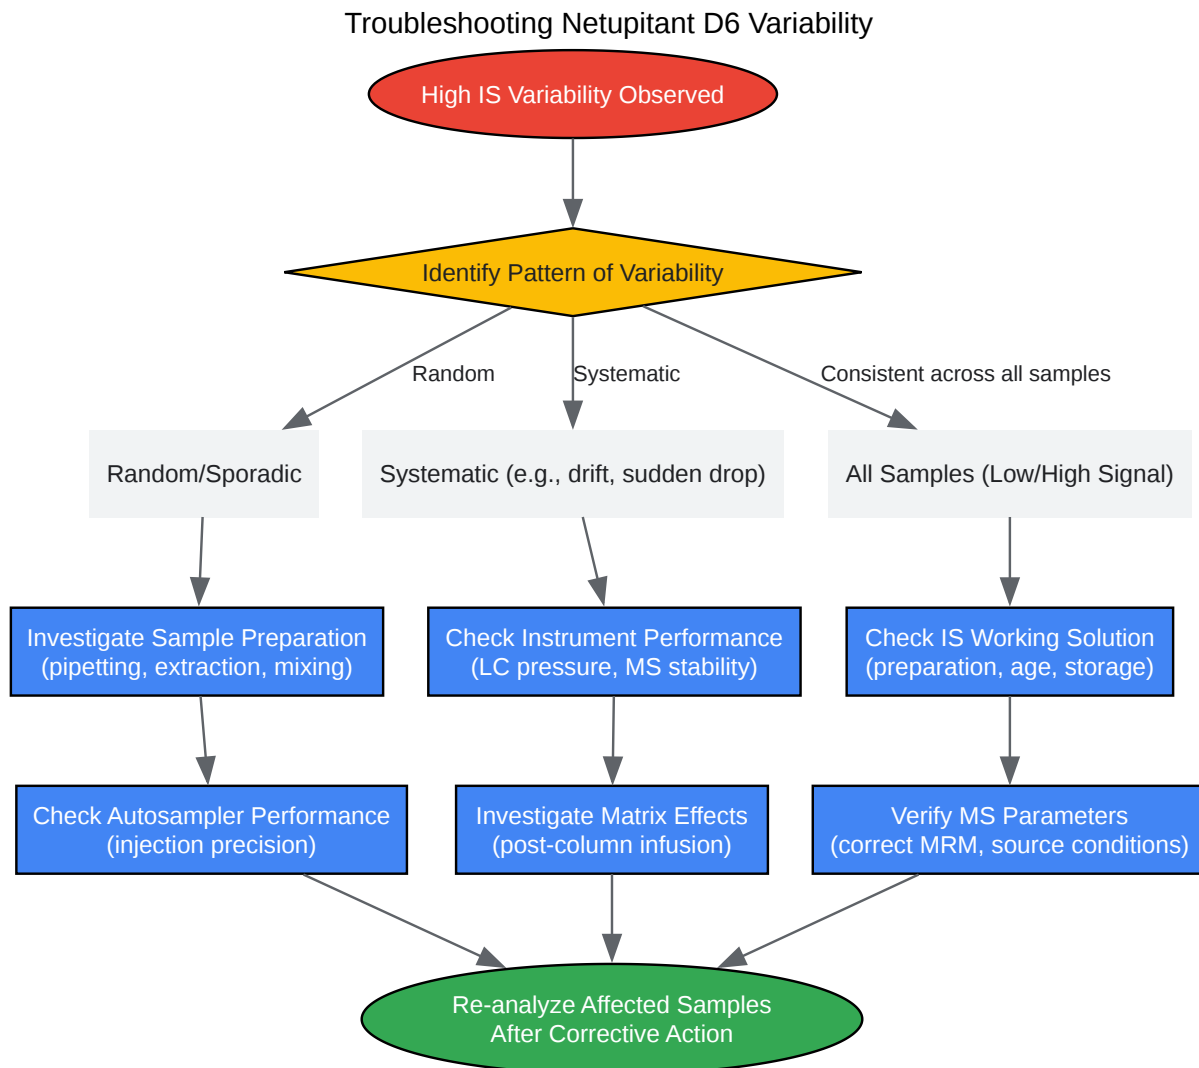 Troubleshooting Netupitant D6 Variability
High IS Variability Observed
Identify Pattern of Variability
Random
Systematic
Consistent across all samples
Random/Sporadic
Systematic (e.g., drift, sudden drop)
All Samples (Low/High Signal)
Investigate Sample Preparation
(pipetting, extraction, mixing)
Check Instrument Performance
(LC pressure, MS stability)
Check IS Working Solution
(preparation, age, storage)
Check Autosampler Performance
(injection precision)
Investigate Matrix Effects
(post-column infusion)
Verify MS Parameters
(correct MRM, source conditions)
Re-analyze Affected Samples
After Corrective Action